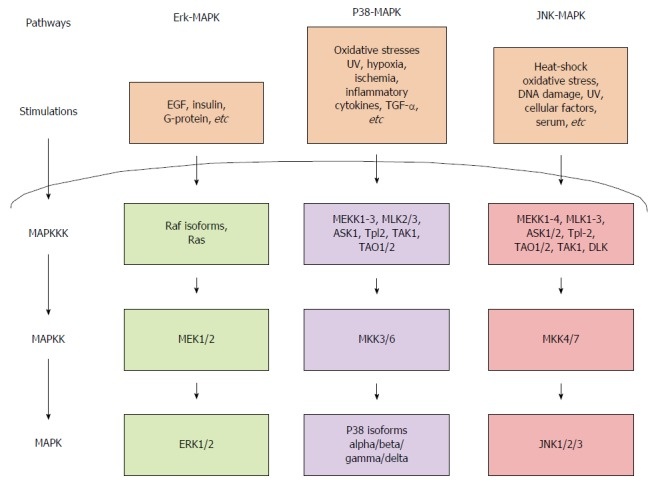 Pathways
Erk-MAPK
P38-MAPK
JNK-MAPK
Stimulations
EGF, insulin,
G-protein, etc
Oxidative stresses
UV, hypoxia,
ischemia,
inflammatory
cytokines, TGF-α,
etc
Heat-shock
oxidative stress,
DNA damage, UV,
cellular factors,
serum, etc
MAPKKK
Raf isoforms,
Ras
MEKK1-3, MLK2/3,
ASK1, Tpl2, TAK1,
TAO1/2
MEKK1-4, MLK1-3,
ASK1/2, Tpl-2,
TAO1/2, TAK1, DLK
MAPKK
MEK1/2
MKK3/6
MKK4/7
MAPK
ERK1/2
P38 isoforms
alpha/beta/
gamma/delta
JNK1/2/3